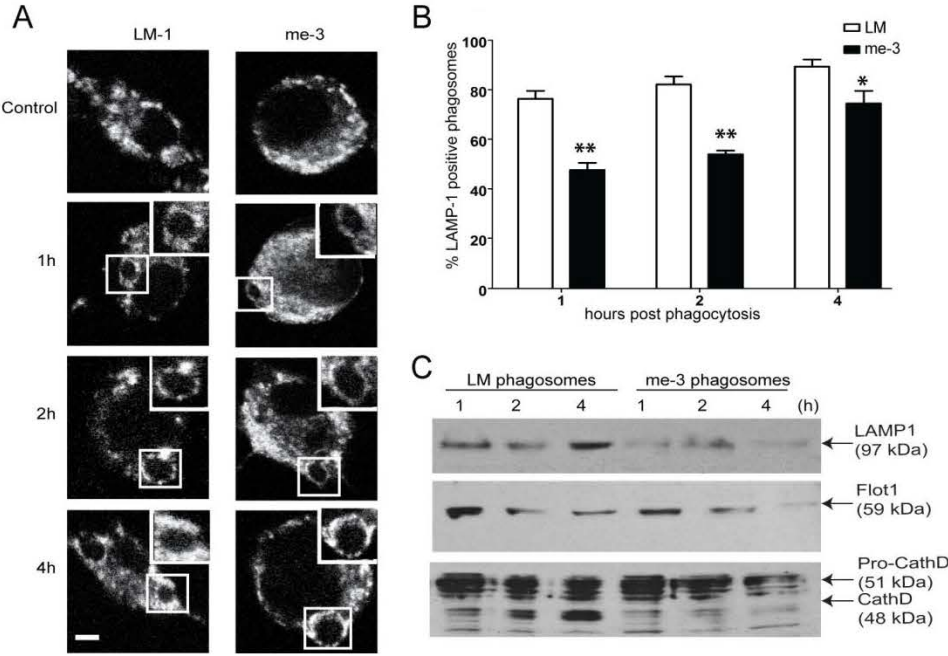 A
LM-1
me-3
Control
1h
2h
4h
B
LM
me-3
% LAMP-1 positive phagosomes
100
80
60
40
20
0
**
**
*
1
2
4
hours post phagocytosis
C
LM phagosomes
me-3 phagosomes
1 2 4 1 2 4 (h)
LAMP1
(97 kDa)
Flot1
(59 kDa)
Pro-CathD
(51 kDa)
CathD
(48 kDa)